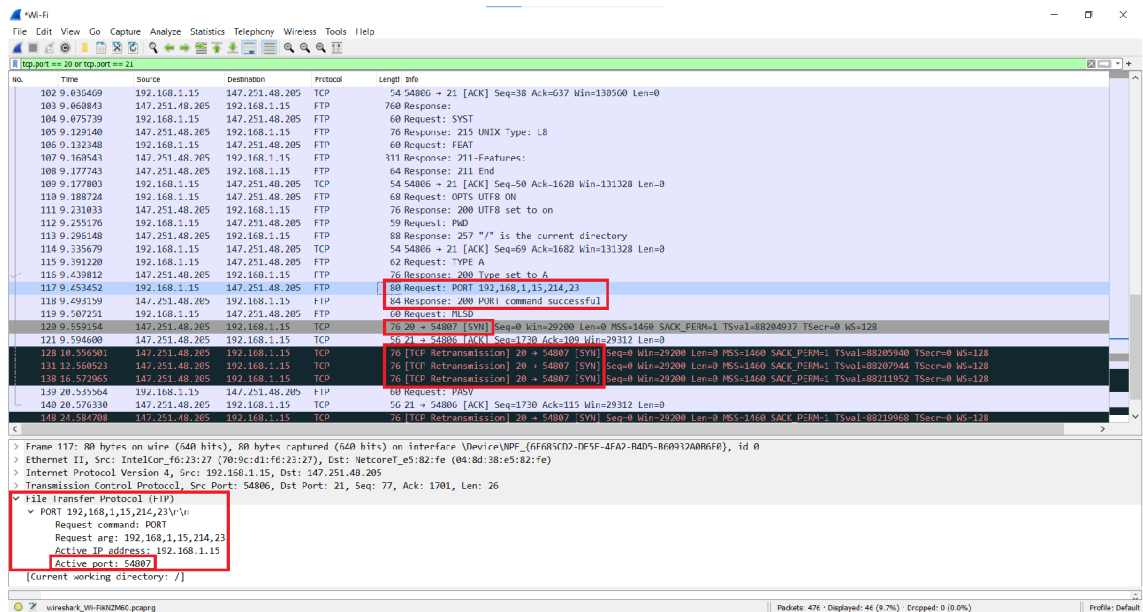 *Wi-Fi
File Edit View Go Capture Analyze Statistics Telephony Wireless Tools Help
tcp.port == 20 or tcp.port == 21
No. Time Source Destination Protocol Length Info
102 9.036469 192.168.1.15 147.251.48.205 TCP 54 54806 → 21 [ACK] Seq=38 Ack=637 Win=130560 Len=0
103 9.060843 147.251.48.205 192.168.1.15 FTP 760 Response:
104 9.075739 192.168.1.15 147.251.48.205 FTP 60 Request: SYST
105 9.129140 147.251.48.205 192.168.1.15 FTP 76 Response: 215 UNIX Type: L8
106 9.132348 192.168.1.15 147.251.48.205 FTP 60 Request: FEAT
107 9.160543 147.251.48.205 192.168.1.15 FTP 311 Response: 211-Features:
108 9.177743 147.251.48.205 192.168.1.15 FTP 64 Response: 211 End
109 9.177803 192.168.1.15 147.251.48.205 TCP 54 54806 → 21 [ACK] Seq=50 Ack=1628 Win=131328 Len=0
110 9.188724 192.168.1.15 147.251.48.205 FTP 68 Request: OPTS UTF8 ON
111 9.231033 147.251.48.205 192.168.1.15 FTP 76 Response: 200 UTF8 set to on
112 9.255176 192.168.1.15 147.251.48.205 FTP 59 Request: PWD
113 9.296148 147.251.48.205 192.168.1.15 FTP 88 Response: 257 "/" is the current directory
114 9.335679 192.168.1.15 147.251.48.205 TCP 54 54806 → 21 [ACK] Seq=69 Ack=1682 Win=131328 Len=0
115 9.391220 192.168.1.15 147.251.48.205 FTP 62 Request: TYPE A
116 9.439812 147.251.48.205 192.168.1.15 FTP 76 Response: 200 Type set to A
117 9.453452 192.168.1.15 147.251.48.205 FTP 80 Request: PORT 192,168,1,15,214,23
118 9.493159 147.251.48.205 192.168.1.15 FTP 84 Response: 200 PORT command successful
119 9.507251 192.168.1.15 147.251.48.205 FTP 60 Request: MLSD
120 9.559154 147.251.48.205 192.168.1.15 TCP 76 20 → 54807 [SYN] Seq=0 Win=29200 Len=0 MSS=1460 SACK_PERM=1 TSval=88204937 TSecr=0 WS=128
121 9.594600 147.251.48.205 192.168.1.15 TCP 56 21 → 54806 [ACK] Seq=1730 Ack=109 Win=29312 Len=0
128 10.556501 147.251.48.205 192.168.1.15 TCP 76 [TCP Retransmission] 20 → 54807 [SYN] Seq=0 Win=29200 Len=0 MSS=1460 SACK_PERM=1 TSval=88205940 TSecr=0 WS=128
131 12.560523 147.251.48.205 192.168.1.15 TCP 76 [TCP Retransmission] 20 → 54807 [SYN] Seq=0 Win=29200 Len=0 MSS=1460 SACK_PERM=1 TSval=88207944 TSecr=0 WS=128
138 16.572965 147.251.48.205 192.168.1.15 TCP 76 [TCP Retransmission] 20 → 54807 [SYN] Seq=0 Win=29200 Len=0 MSS=1460 SACK_PERM=1 TSval=88211952 TSecr=0 WS=128
139 20.535564 192.168.1.15 147.251.48.205 FTP 60 Request: PASV
140 20.576330 147.251.48.205 192.168.1.15 TCP 56 21 → 54806 [ACK] Seq=1730 Ack=115 Win=29312 Len=0
148 24.584708 147.251.48.205 192.168.1.15 TCP 76 [TCP Retransmission] 20 → 54807 [SYN] Seq=0 Win=29200 Len=0 MSS=1460 SACK_PERM=1 TSval=88219968 TSecr=0 WS=128
Frame 117: 80 bytes on wire (640 bits), 80 bytes captured (640 bits) on interface
Ethernet II, Src: IntelCor_f6:23:27 (70:9c:d1:f6:23:27), Dst: NetcoreT_e5:82:fe (04:8d:38:e5:82:fe)
Internet Protocol Version 4, Src: 192.168.1.15, Dst: 147.251.48.205
Transmission Control Protocol, Src Port: 54806, Dst Port: 21, Seq: 77, Ack: 1701, Len: 26
File Transfer Protocol (FTP)
PORT 192,168,1,15,214,23\r\n
Request command: PORT
Request arg: 192,168,1,15,214,23
Active IP address: 192.168.1.15
Active port: 54807
[Current working directory: /]
Packets: 476 · Displayed: 46 (9.7%) · Dropped: 0 (0.0%) Profile: Default